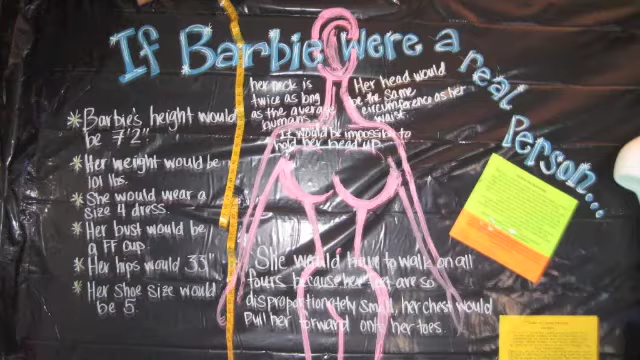 If Barbie were a real Person...
* Barbie's height would
be 7'2"
* Her weight would be
101 lbs.
* She would wear a
size 4 dress.
* Her bust would be
a FF cup.
* Her hips would 33"
* Her shoe size would
be 5.
her neck is
twice as long
as the average
humans
It would be impossible to
hold her head up.
Her head would
be the same
circumference as her
waist.
She would have to walk on all
fours because her feet are so
disproportionately small, her chest would
pull her forward onto her toes.